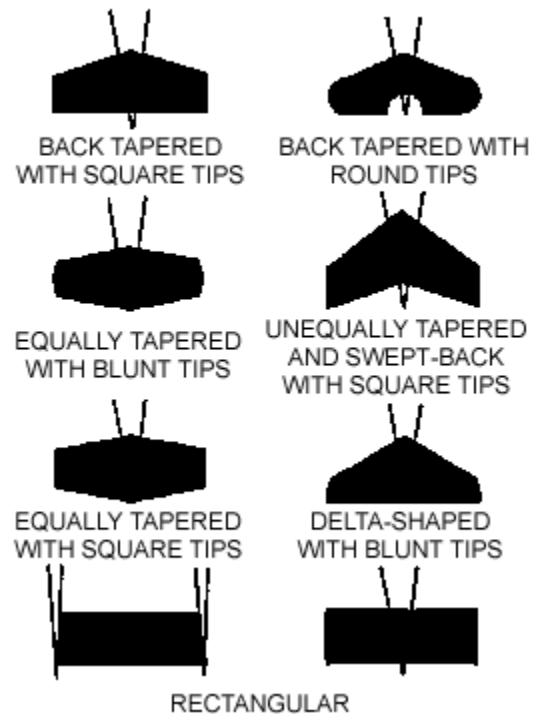 BACK TAPERED
WITH SQUARE TIPS
BACK TAPERED WITH
ROUND TIPS
EQUALLY TAPERED
WITH BLUNT TIPS
UNEQUALLY TAPERED
AND SWEPT-BACK
WITH SQUARE TIPS
EQUALLY TAPERED
WITH SQUARE TIPS
DELTA-SHAPED
WITH BLUNT TIPS
RECTANGULAR